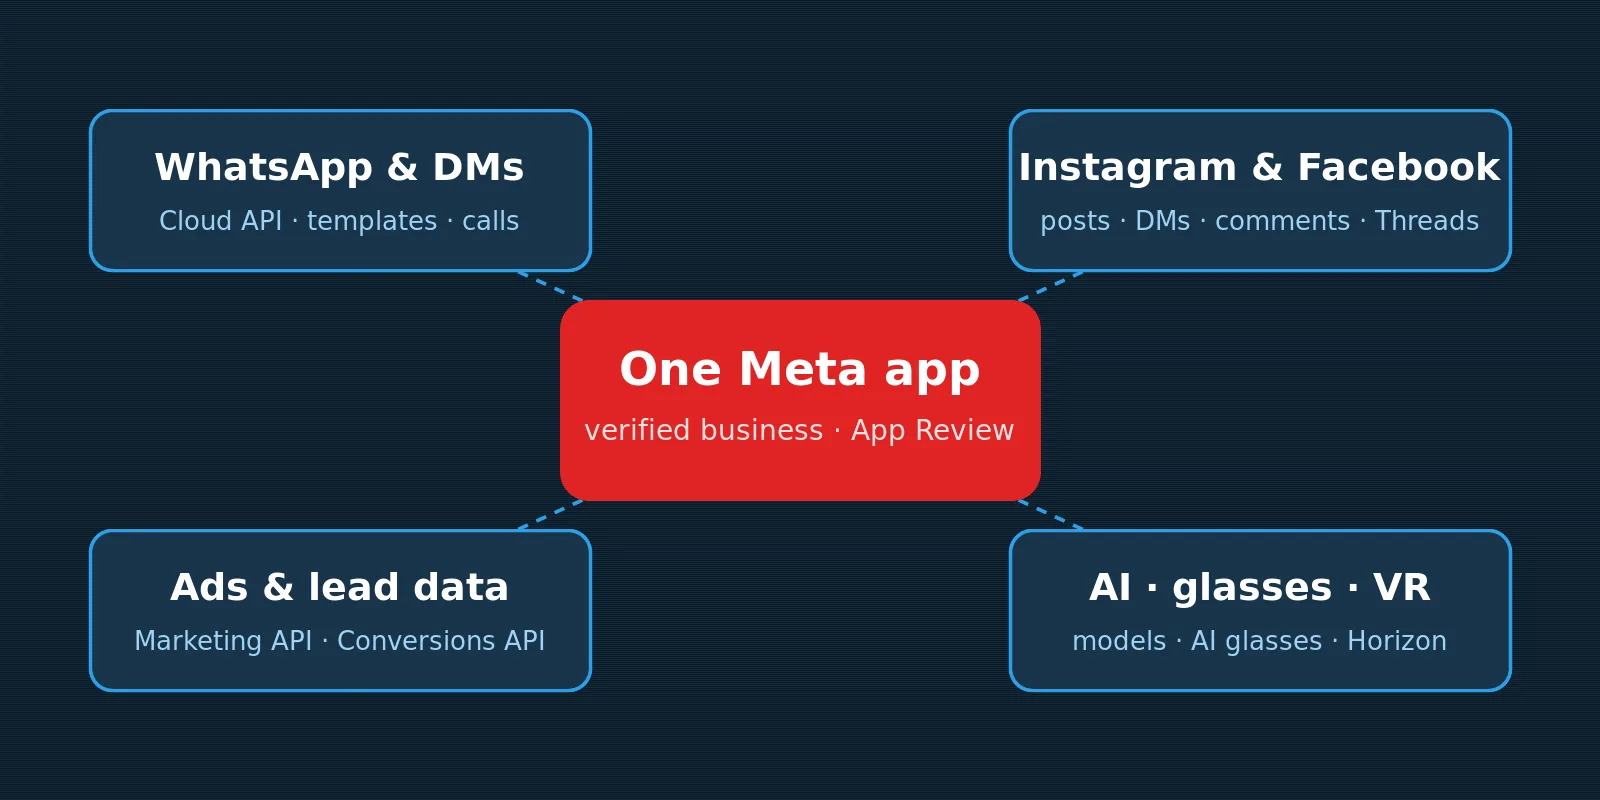 WhatsApp & DMs
Cloud API · templates · calls
Instagram & Facebook
posts · DMs · comments · Threads
One Meta app
verified business · App Review
Ads & lead data
Marketing API · Conversions API
AI · glasses · VR
models · AI glasses · Horizon